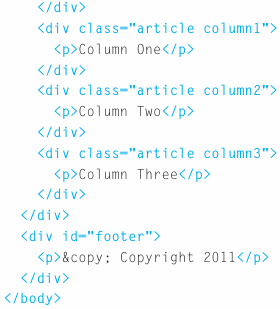 </div>
<div class="article column1">
<p>Column One</p>
</div>
<div class="article column2">
<p>Column Two</p>
</div>
<div class="article column3">
<p>Column Three</p>
</div>
</div>
<div id="footer">
<p>&copy; Copyright 2011</p>
</div>
</body>